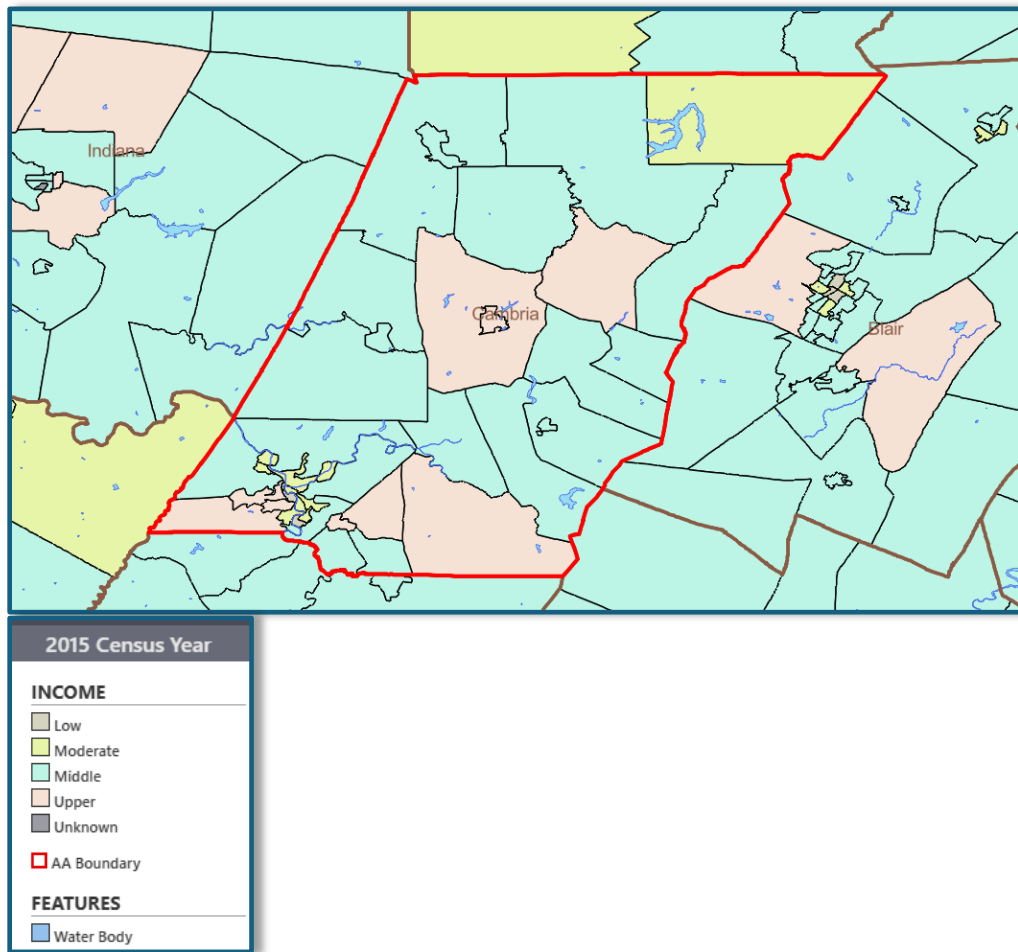 Indiana
Cambria
Blair
2015 Census Year
INCOME
Low
Moderate
Middle
Upper
Unknown
AA Boundary
FEATURES
Water Body